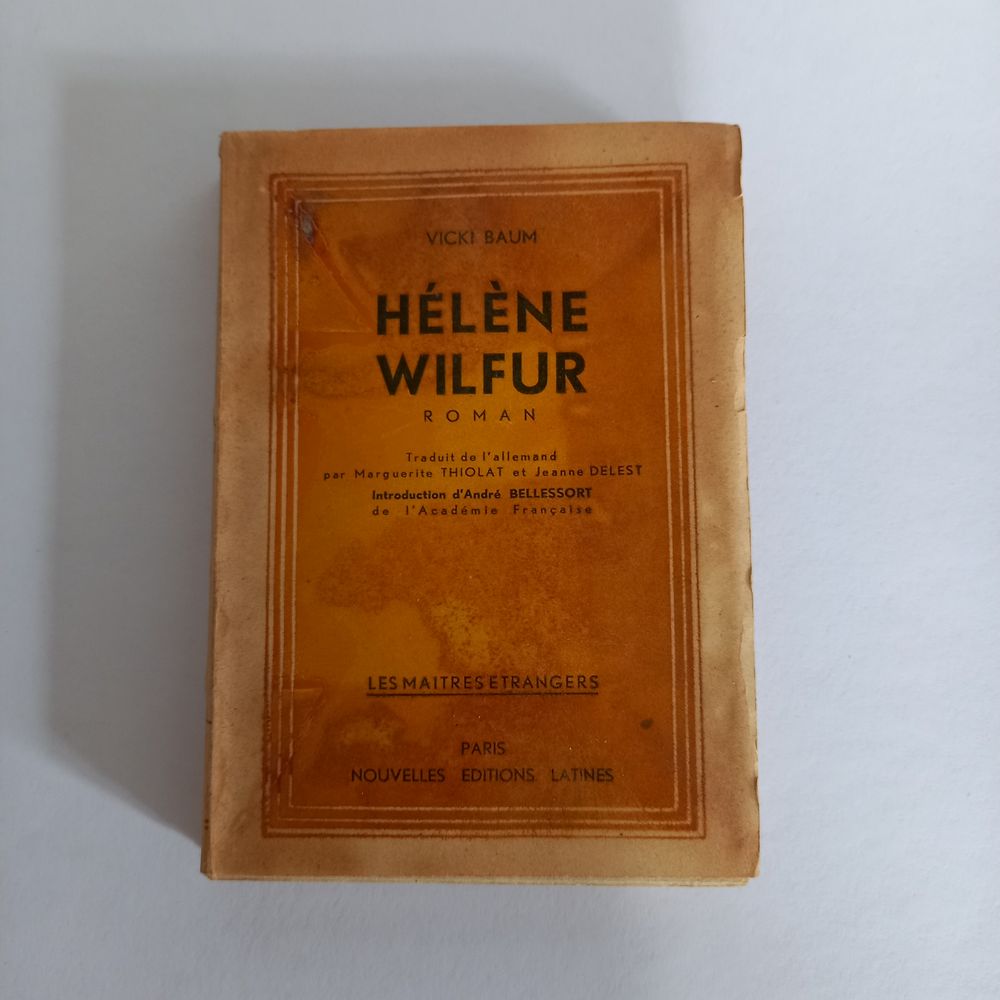 VICKI BAUM
HÉLÈNE
WILFUR
ROMAN
Traduit de l'allemand
par Marguerite THIOLAT et Jeanne DELEST
Introduction d'André BELLESSORT
de l'Académie Française
LES MAITRES ETRANGERS
PARIS
NOUVELLES EDITIONS LATINES